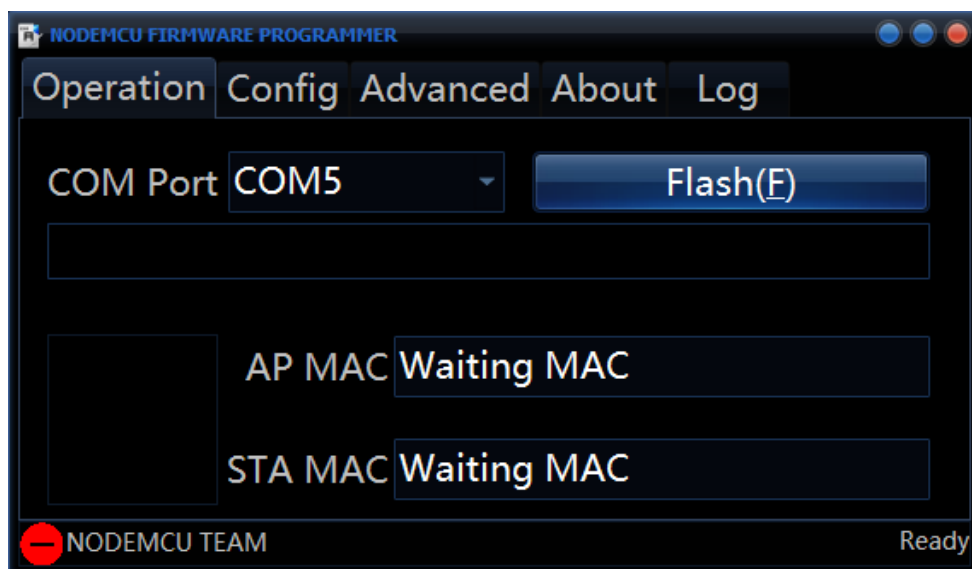 NODEMCU FIRMWARE PROGRAMMER
Operation Config Advanced About Log
COM Port COM5 Flash(F)
AP MAC Waiting MAC
STA MAC Waiting MAC
NODEMCU TEAM Ready